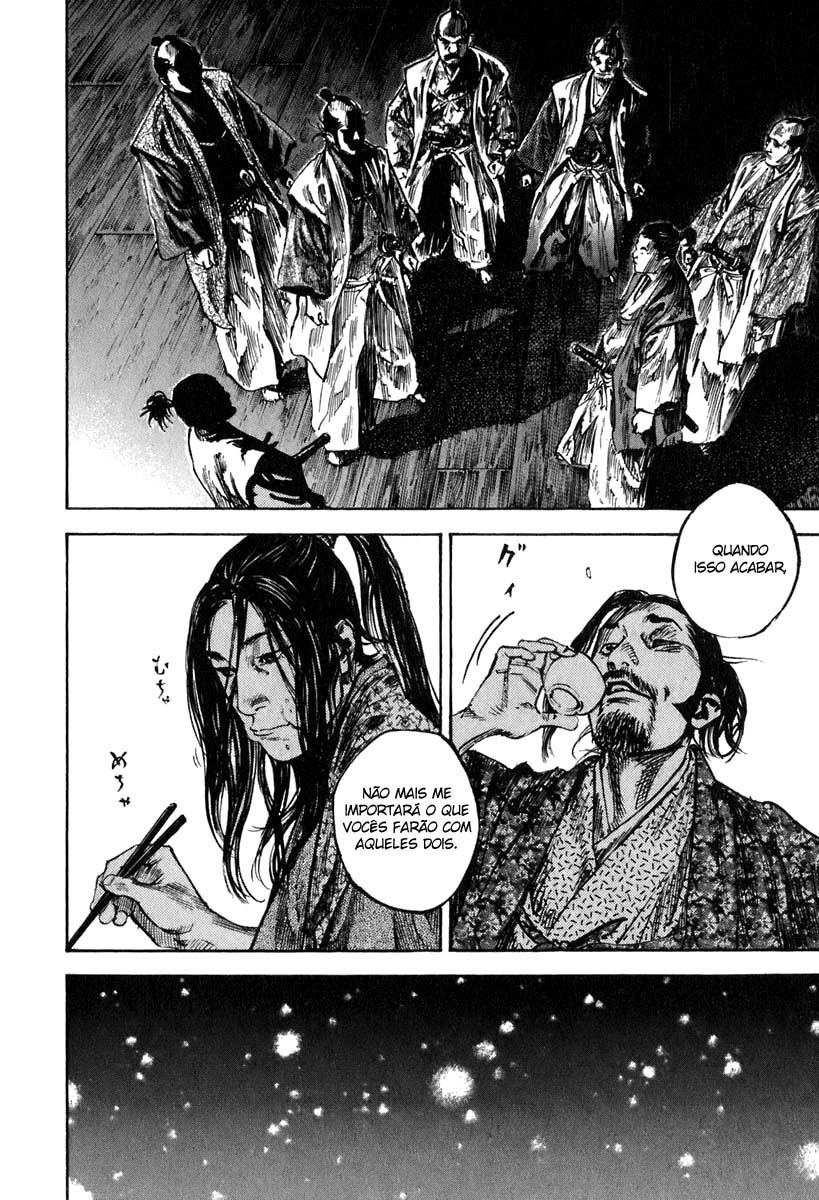 QUANDO
ISSO ACABAR,
グイ
NÃO MAIS ME
IMPORTARÁ O QUE
VOCÊS FARÃO COM
AQUELES DOIS.
むちゃ
めちゃ